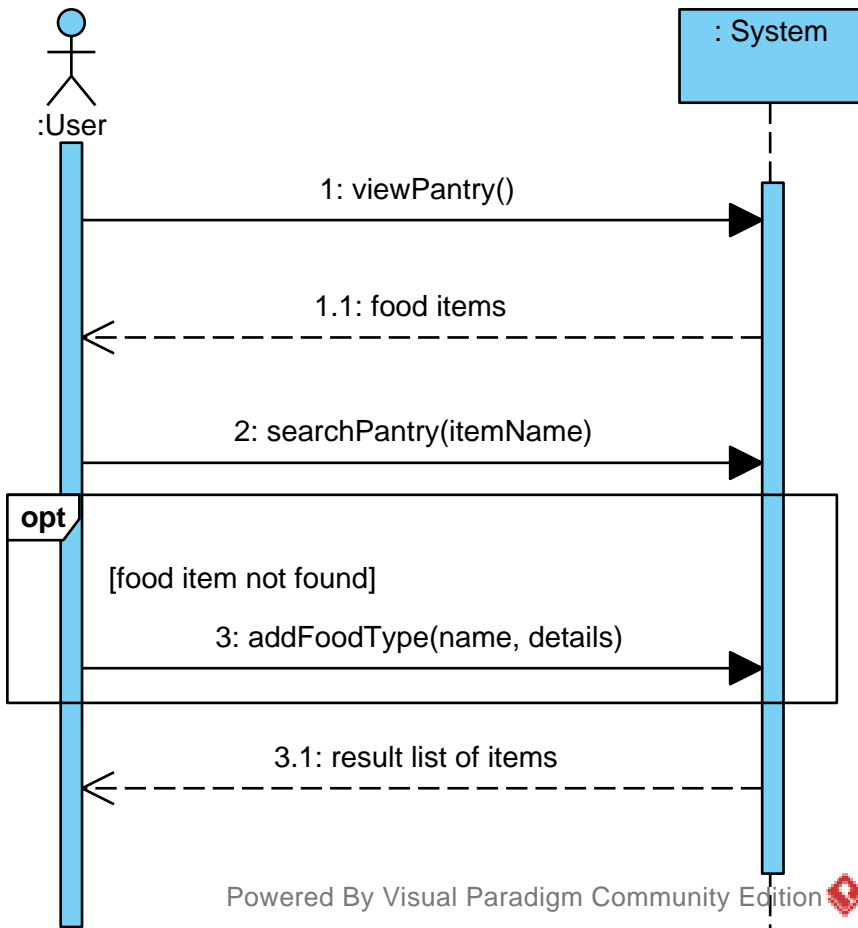 : System
:User
1: viewPantry()
1.1: food items
2: searchPantry(itemName)
opt
[food item not found]
3: addFoodType(name, details)
3.1: result list of items
Powered By Visual Paradigm Community Edition